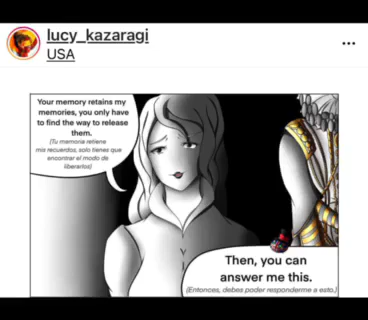 lucy_kazaragi
USA
Your memory retains my
memories, you only have
to find the way to release
them.
(Tu memoria retiene
mis recuerdos, solo tienes que
encontrar el modo de
liberarlos)
Then, you can
answer me this.
(Entonces, debes poder responderme a esto.)